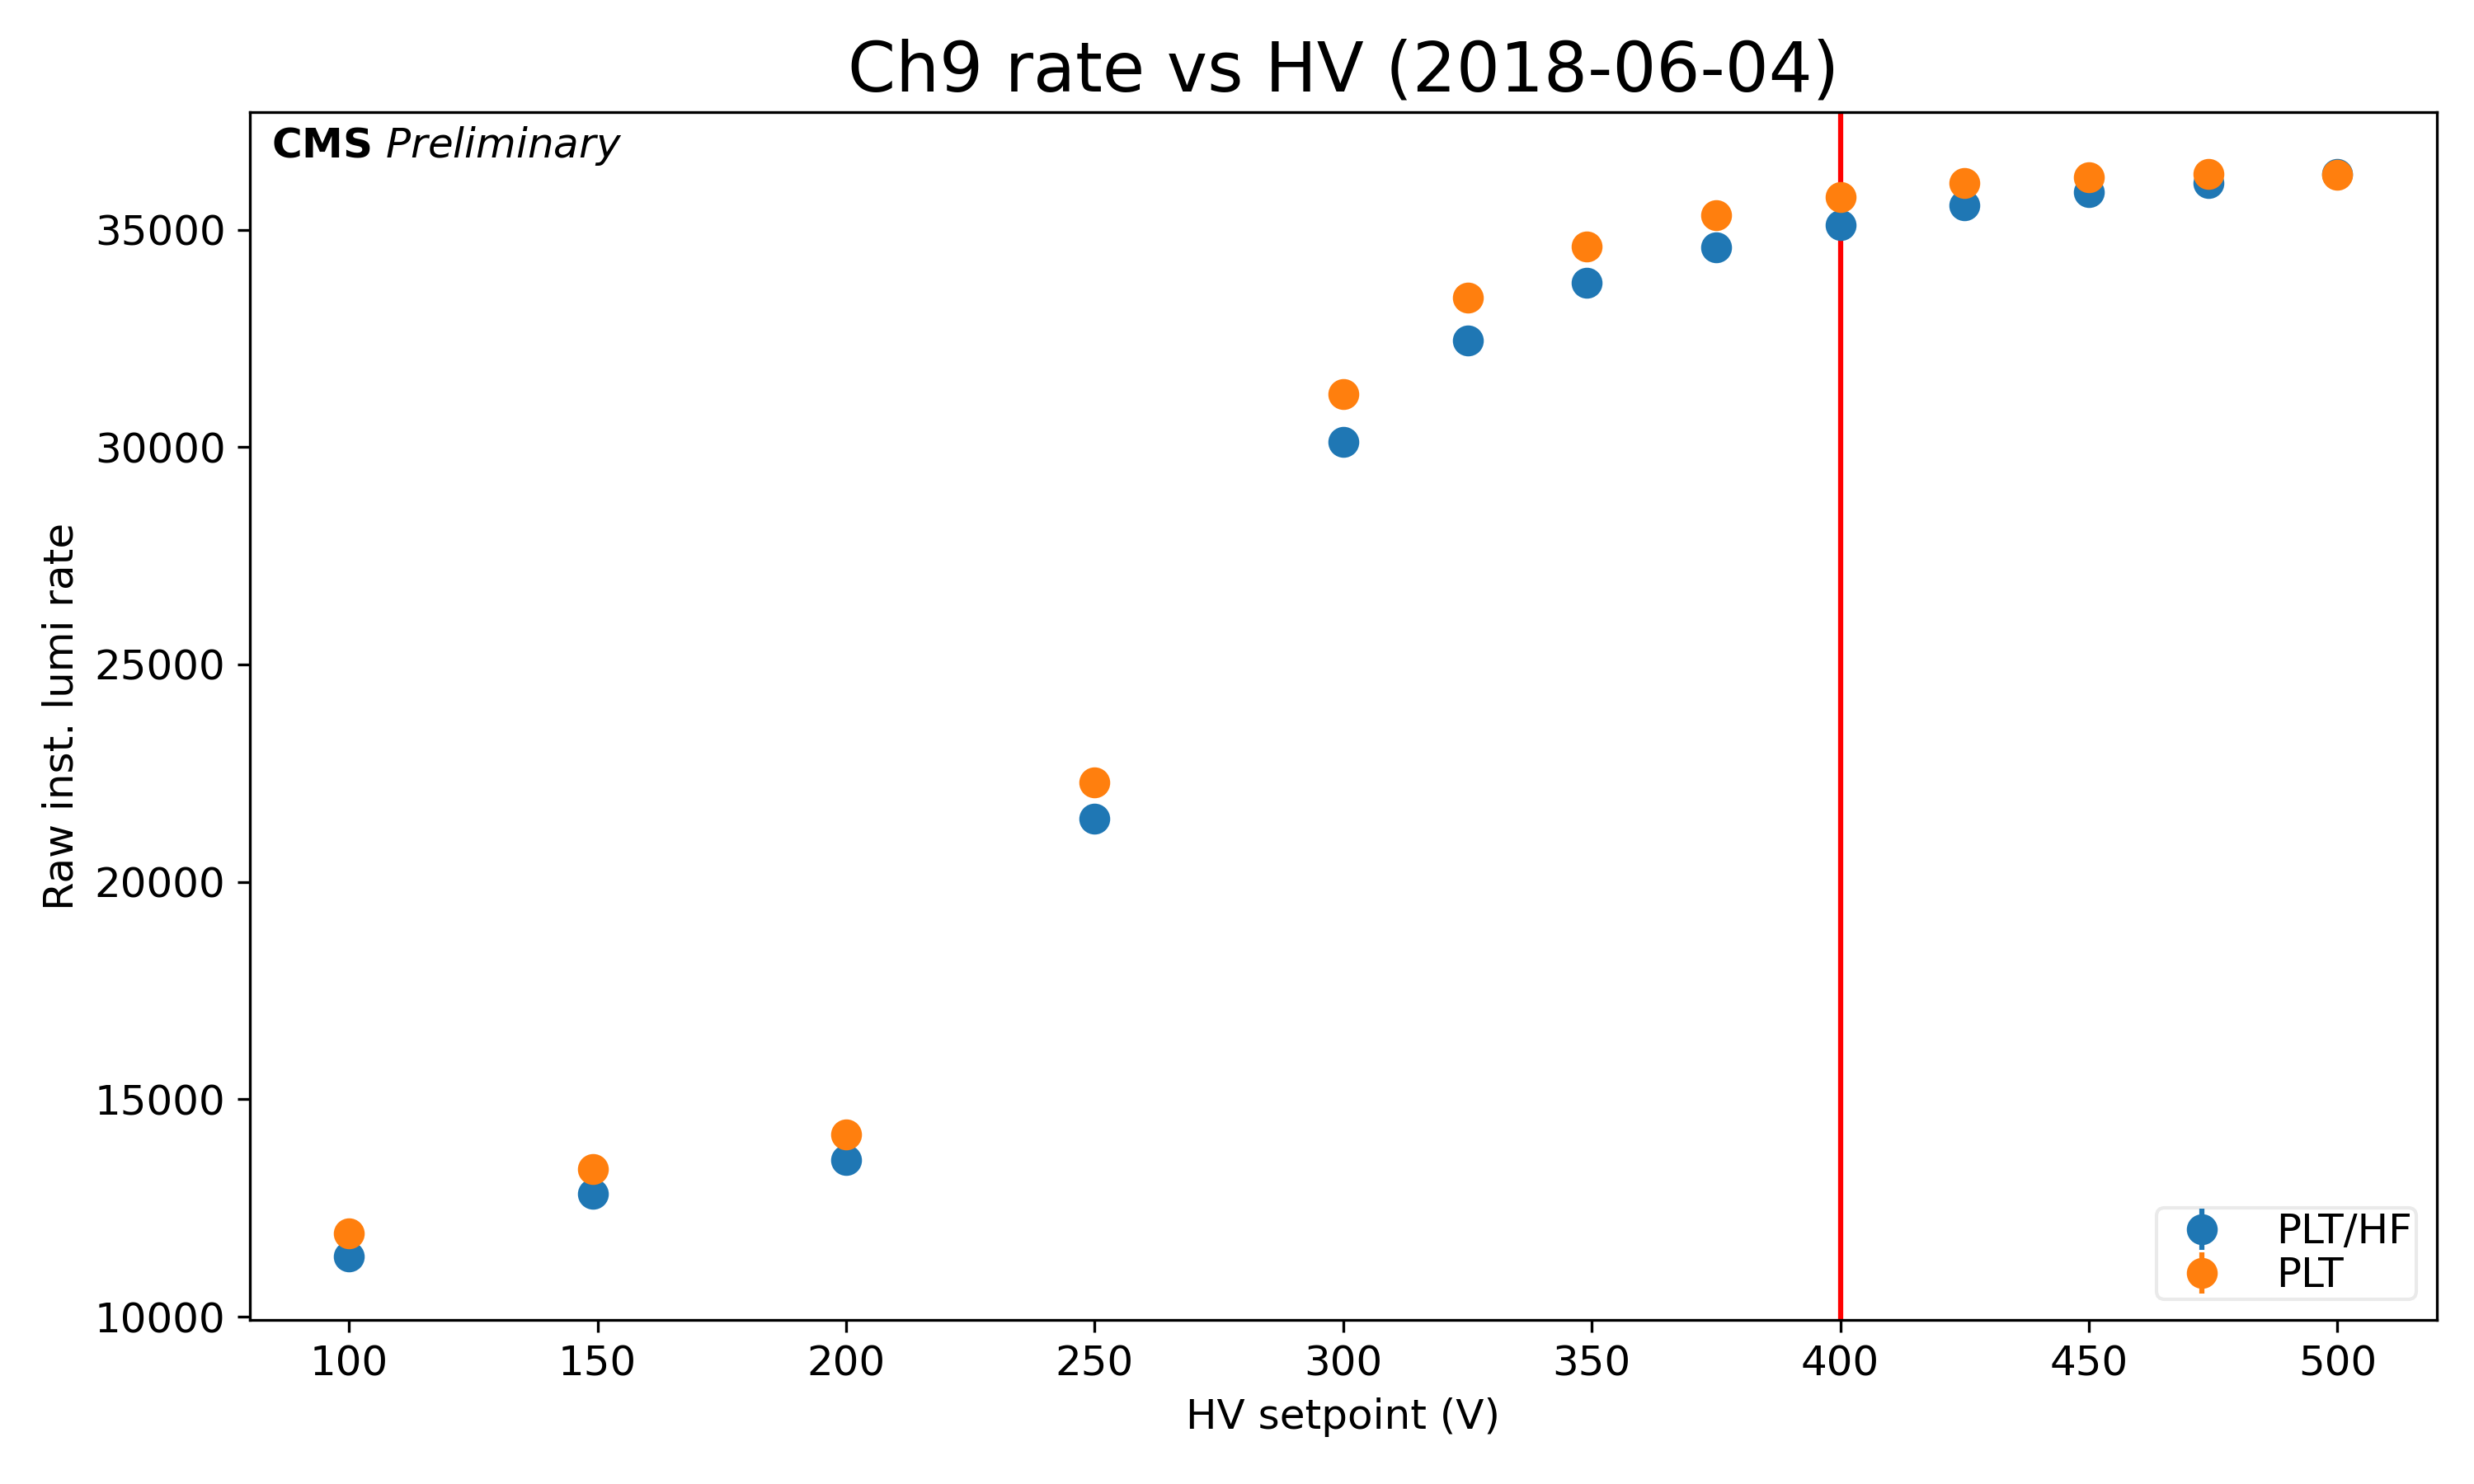 Ch9 rate vs HV (2018-06-04)
CMS Preliminary
35000
30000
25000
20000
15000
10000
Raw inst. lumi rate
100 150 200 250 300 350 400 450 500
HV setpoint (V)
PLT/HF
PLT